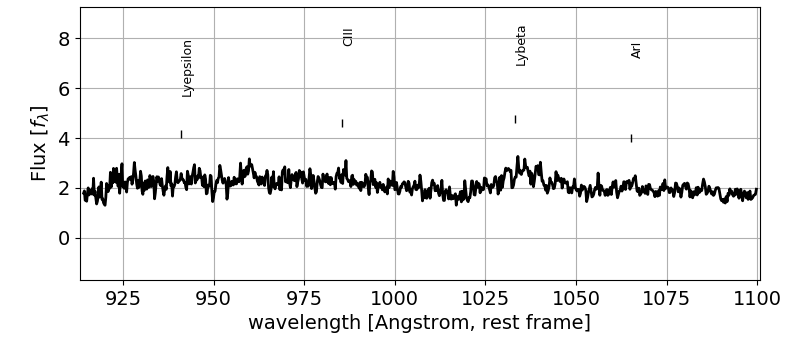 Lyepsilon
CIII
Lybeta
ArI
Flux [fλ]
8
6
4
2
0
925
950
975
1000
1025
1050
1075
1100
wavelength [Angstrom, rest frame]